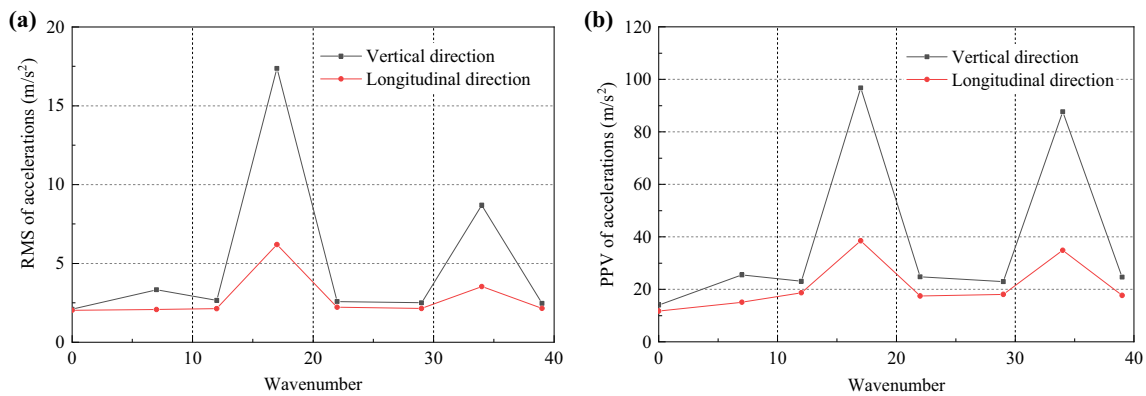 (a)
20
15
10
5
0
RMS of accelerations (m/s²)
Vertical direction
Longitudinal direction
0 10 20 30 40
Wavenumber
(b)
120
100
80
60
40
20
0
PPV of accelerations (m/s²)
Vertical direction
Longitudinal direction
0 10 20 30 40
Wavenumber